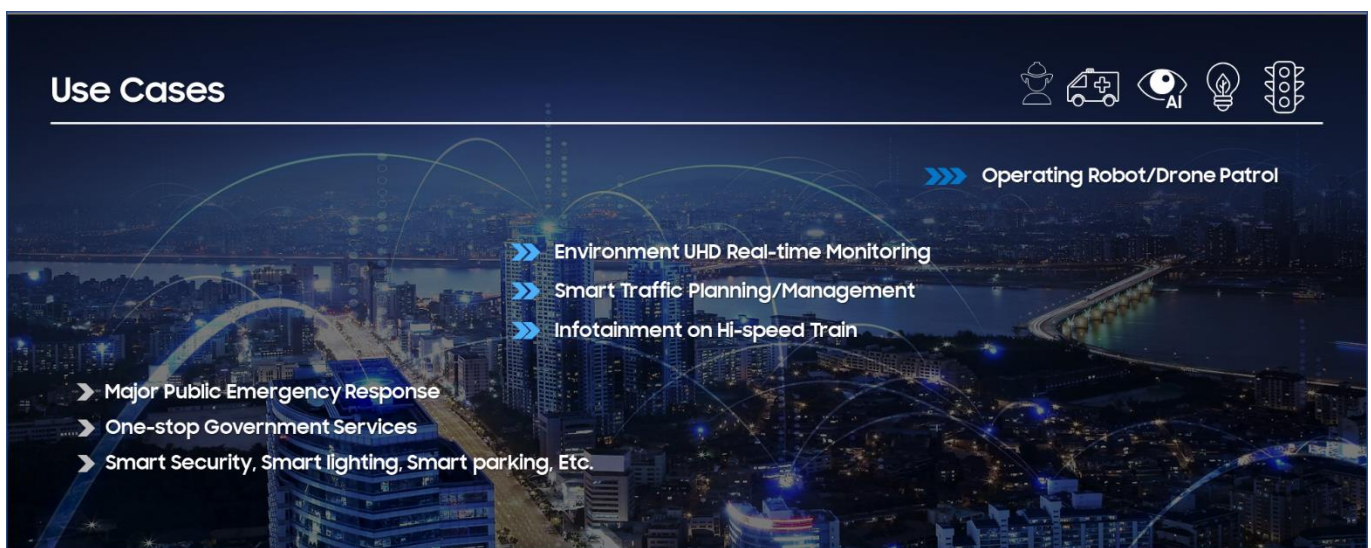 Use Cases
AI
Operating Robot/Drone Patrol
Environment UHD Real-time Monitoring
Smart Traffic Planning/Management
Infotainment on Hi-speed Train
Major Public Emergency Response
One-stop Government Services
Smart Security, Smart lighting, Smart parking, Etc.